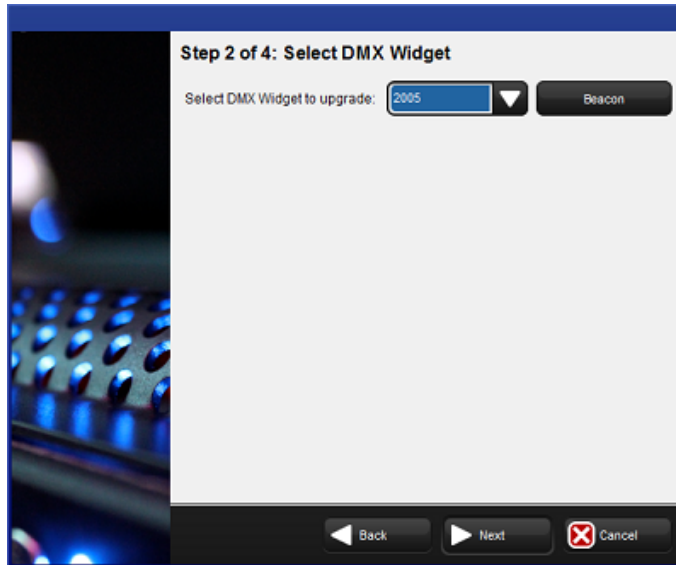 Step 2 of 4: Select DMX Widget
Select DMX Widget to upgrade: 2005 Beacon
Back Next Cancel